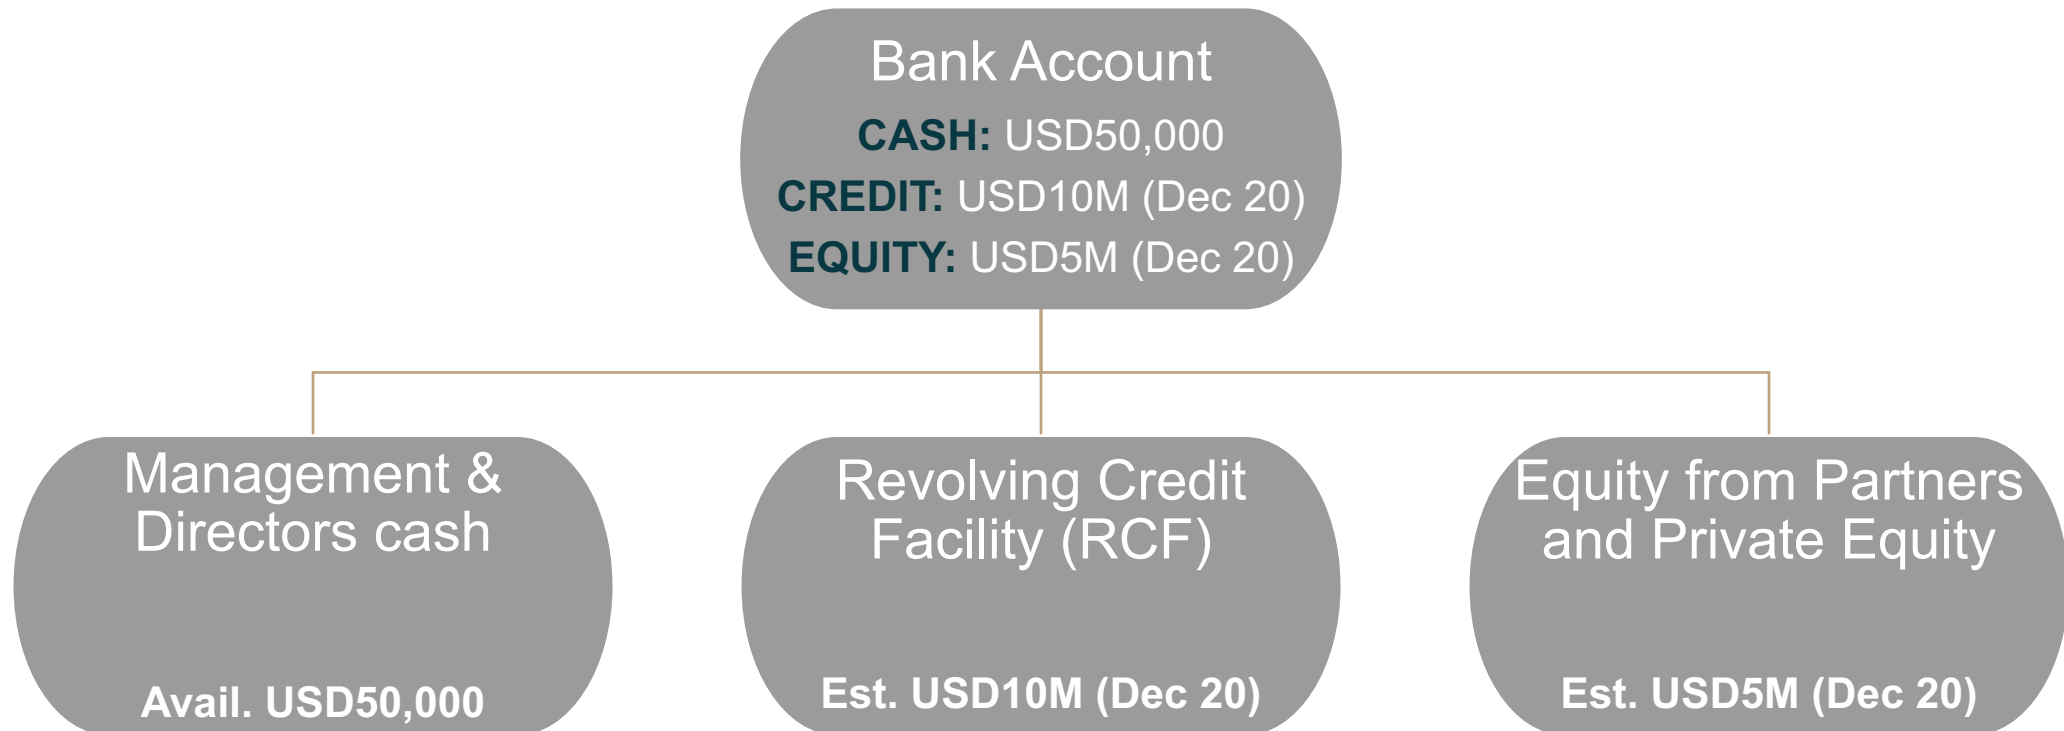 Bank Account
CASH: USD50,000
CREDIT: USD10M (Dec 20)
EQUITY: USD5M (Dec 20)
Management &
Directors cash
Avail. USD50,000
Revolving Credit
Facility (RCF)
Est. USD10M (Dec 20)
Equity from Partners
and Private Equity
Est. USD5M (Dec 20)